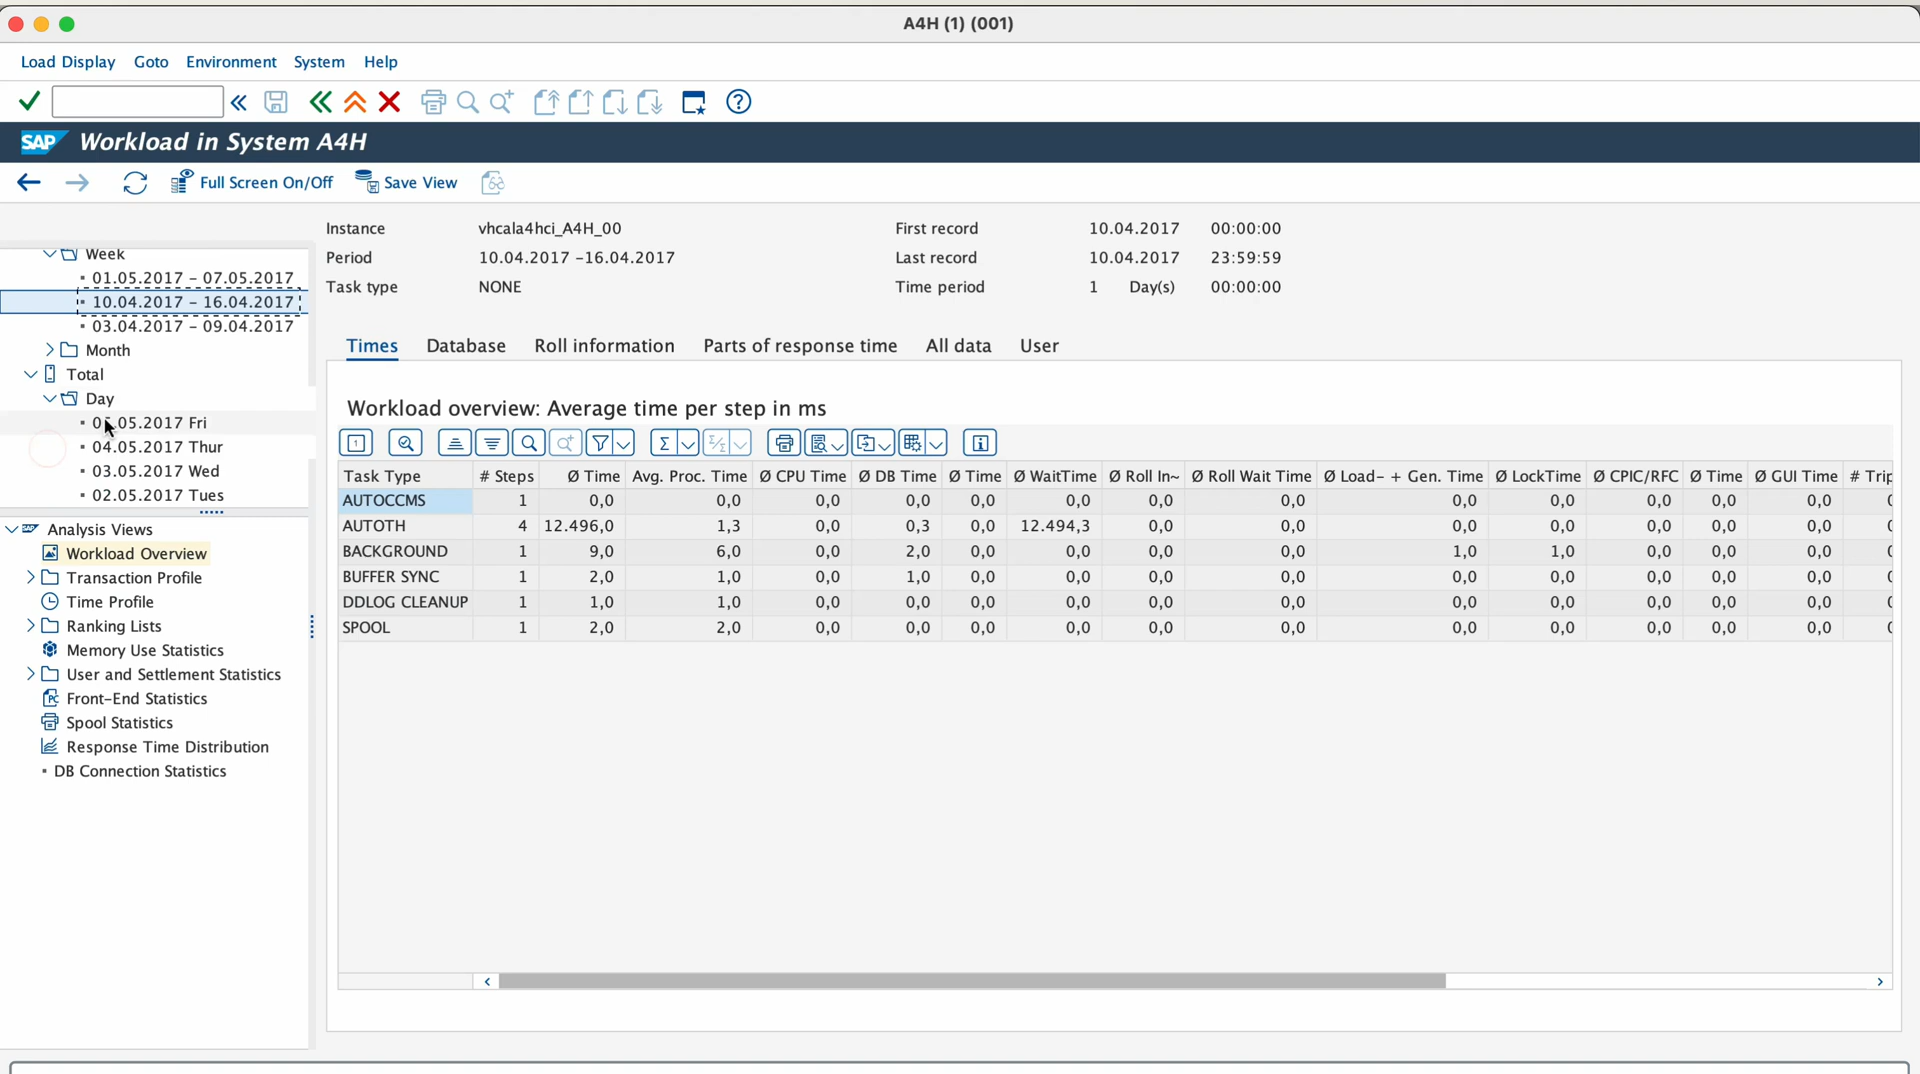 A4H (1) (001)
Load Display Goto Environment System Help
SAP Workload in System A4H
Full Screen On/Off Save View
Instance vhcala4hci_A4H_00 First record 10.04.2017 00:00:00
Period 10.04.2017 -16.04.2017 Last record 10.04.2017 23:59:59
Task type NONE Time period 1 Day(s) 00:00:00
Week
01.05.2017 - 07.05.2017
10.04.2017 - 16.04.2017
03.04.2017 - 09.04.2017
Month
Total
Day
05.2017 Fri
04.05.2017 Thur
03.05.2017 Wed
02.05.2017 Tues
Analysis Views
Workload Overview
Transaction Profile
Time Profile
Ranking Lists
Memory Use Statistics
User and Settlement Statistics
Front-End Statistics
Spool Statistics
Response Time Distribution
DB Connection Statistics
Times Database Roll information Parts of response time All data User
Workload overview: Average time per step in ms
Task Type # Steps Ø Time Avg. Proc. Time Ø CPU Time Ø DB Time Ø Time Ø WaitTime Ø Roll In~ Ø Roll Wait Time Ø Load- + Gen. Time Ø LockTime Ø CPIC/RFC Ø Time Ø GUI Time # Trip
AUTOCCMS 1 0,0 0,0 0,0 0,0 0,0 0,0 0,0 0,0 0,0 0,0 0,0 0,0 0,0
AUTOTH 4 12.496,0 1,3 0,0 0,3 0,0 12.494,3 0,0 0,0 0,0 0,0 0,0 0,0 0,0
BACKGROUND 1 9,0 6,0 0,0 2,0 0,0 0,0 0,0 0,0 1,0 1,0 0,0 0,0 0,0
BUFFER SYNC 1 2,0 1,0 0,0 1,0 0,0 0,0 0,0 0,0 0,0 0,0 0,0 0,0 0,0
DDLOG CLEANUP 1 1,0 1,0 0,0 0,0 0,0 0,0 0,0 0,0 0,0 0,0 0,0 0,0 0,0
SPOOL 1 2,0 2,0 0,0 0,0 0,0 0,0 0,0 0,0 0,0 0,0 0,0 0,0 0,0